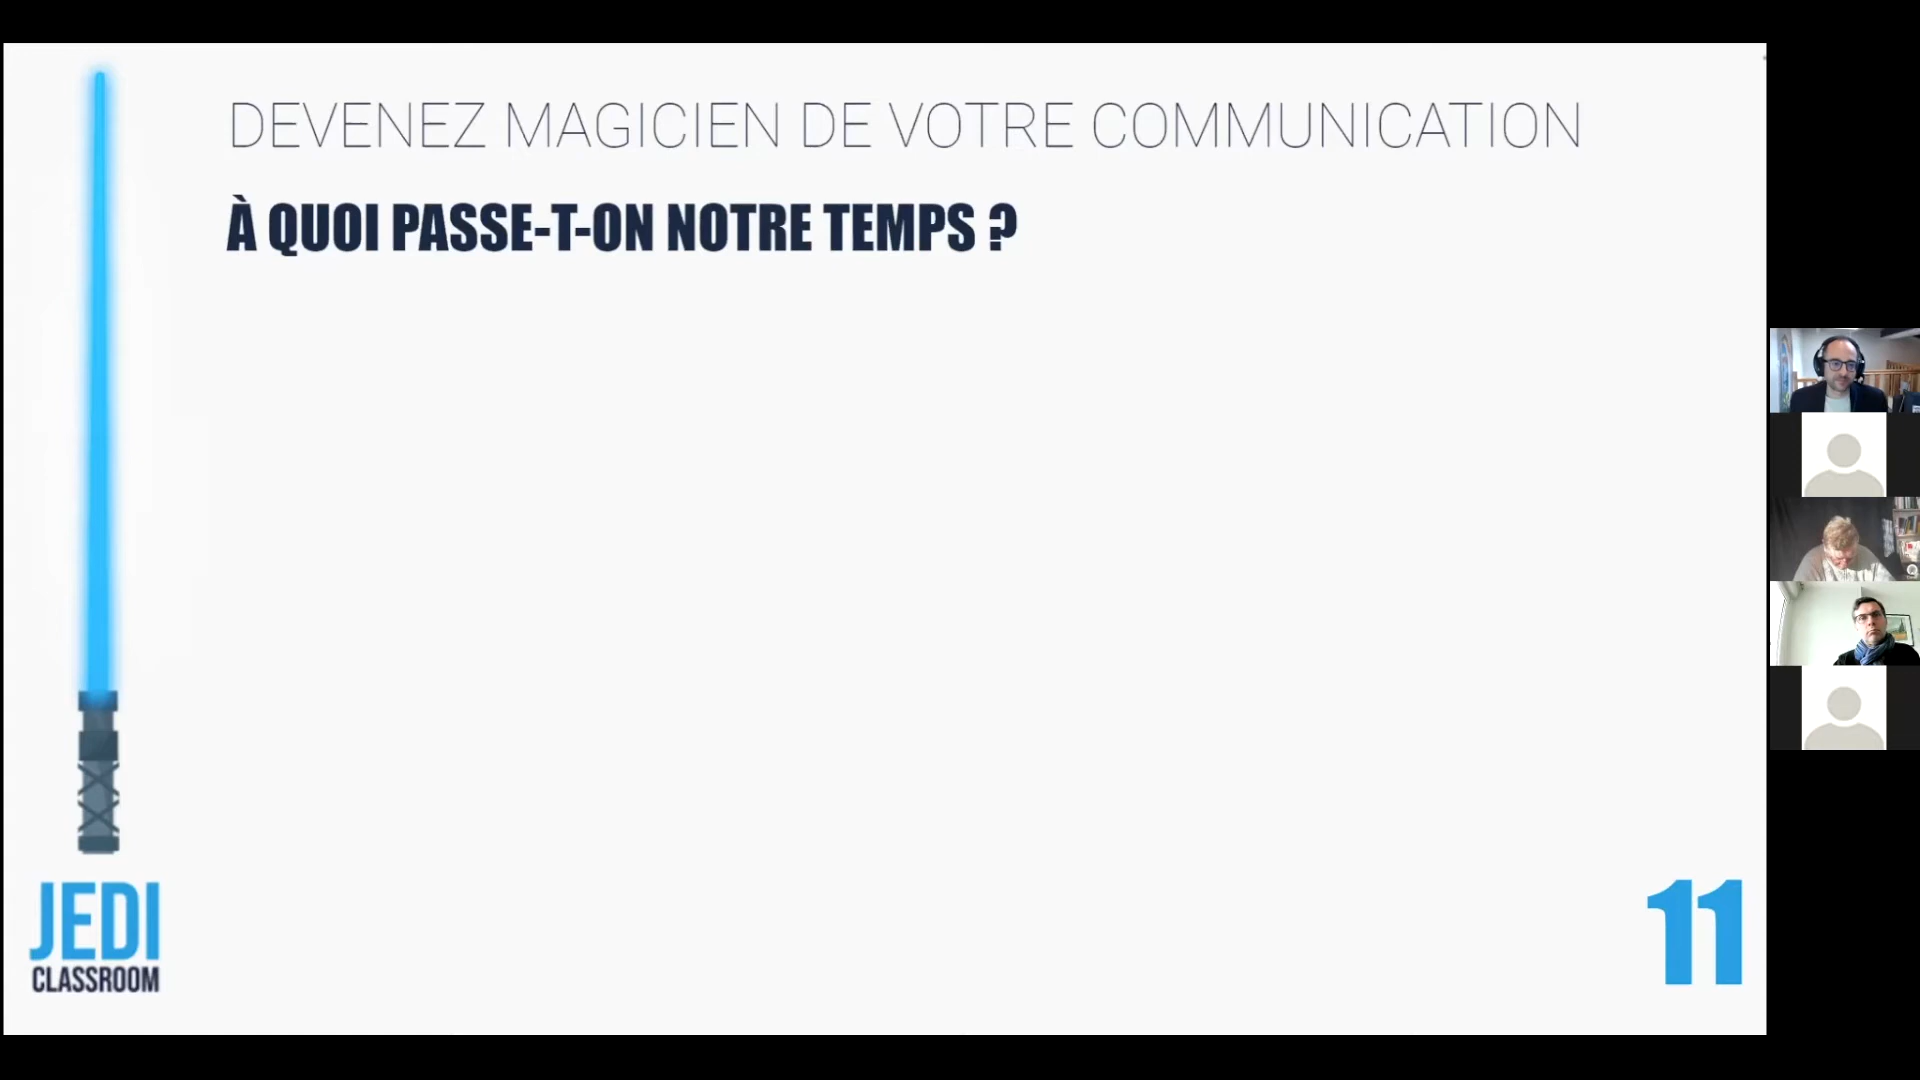 DEVENEZ MAGICIEN DE VOTRE COMMUNICATION
À QUOI PASSE-T-ON NOTRE TEMPS ?
JEDI
CLASSROOM
11